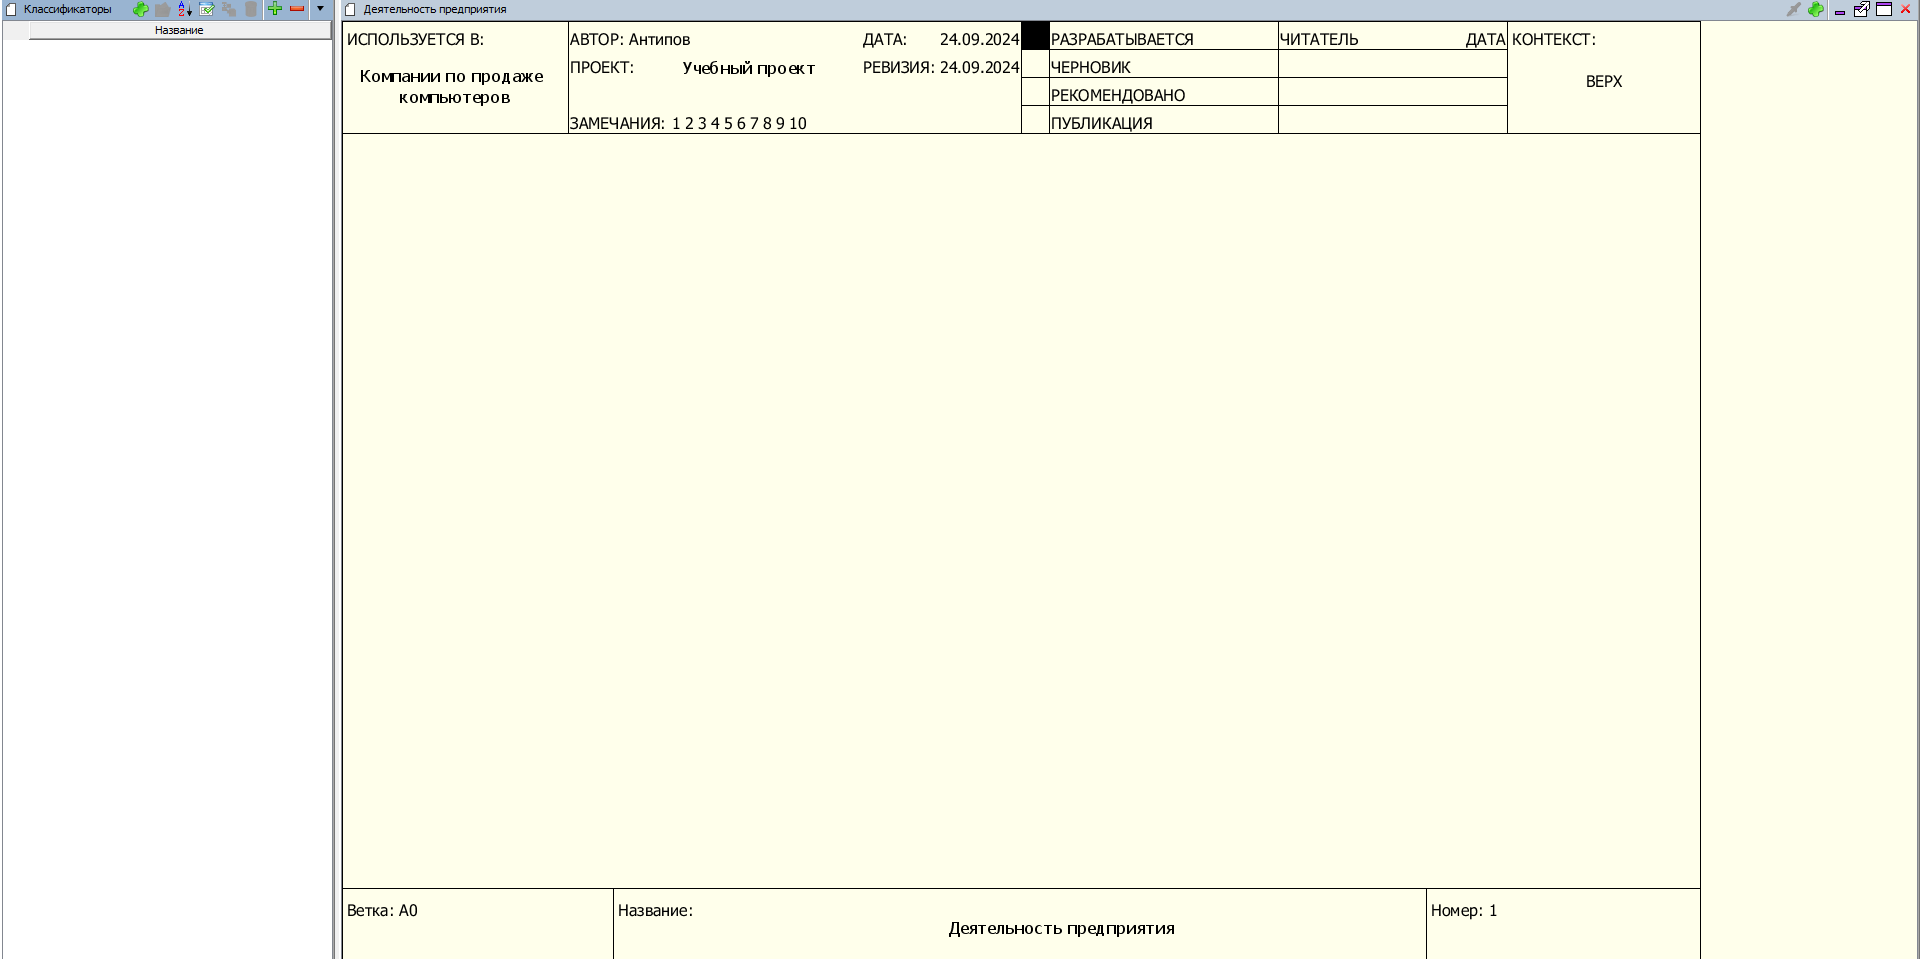 Классификаторы
Название
Деятельность предприятия
ИСПОЛЬЗУЕТСЯ В:
Компании по продаже
компьютеров
АВТОР: Антипов
ДАТА: 24.09.2024
ПРОЕКТ: Учебный проект
РЕВИЗИЯ: 24.09.2024
ЗАМЕЧАНИЯ: 1 2 3 4 5 6 7 8 9 10
РАЗРАБАТЫВАЕТСЯ
ЧЕРНОВИК
РЕКОМЕНДОВАНО
ПУБЛИКАЦИЯ
ЧИТАТЕЛЬ ДАТА
КОНТЕКСТ:
ВЕРХ
Ветка: A0
Название:
Деятельность предприятия
Номер: 1